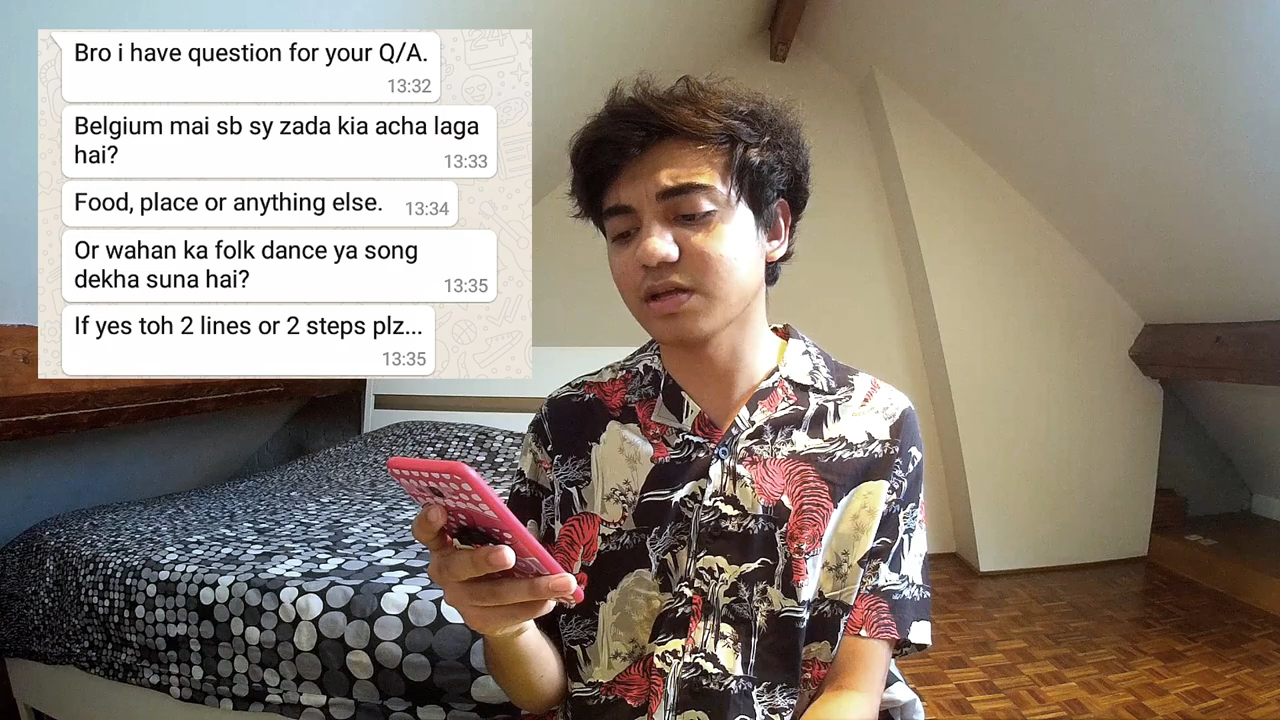 Bro i have question for your Q/A.
13:32
Belgium mai sb sy zada kia acha laga
hai?
13:33
Food, place or anything else.
13:34
Or wahan ka folk dance ya song
dekha suna hai?
13:35
If yes toh 2 lines or 2 steps plz...
13:35